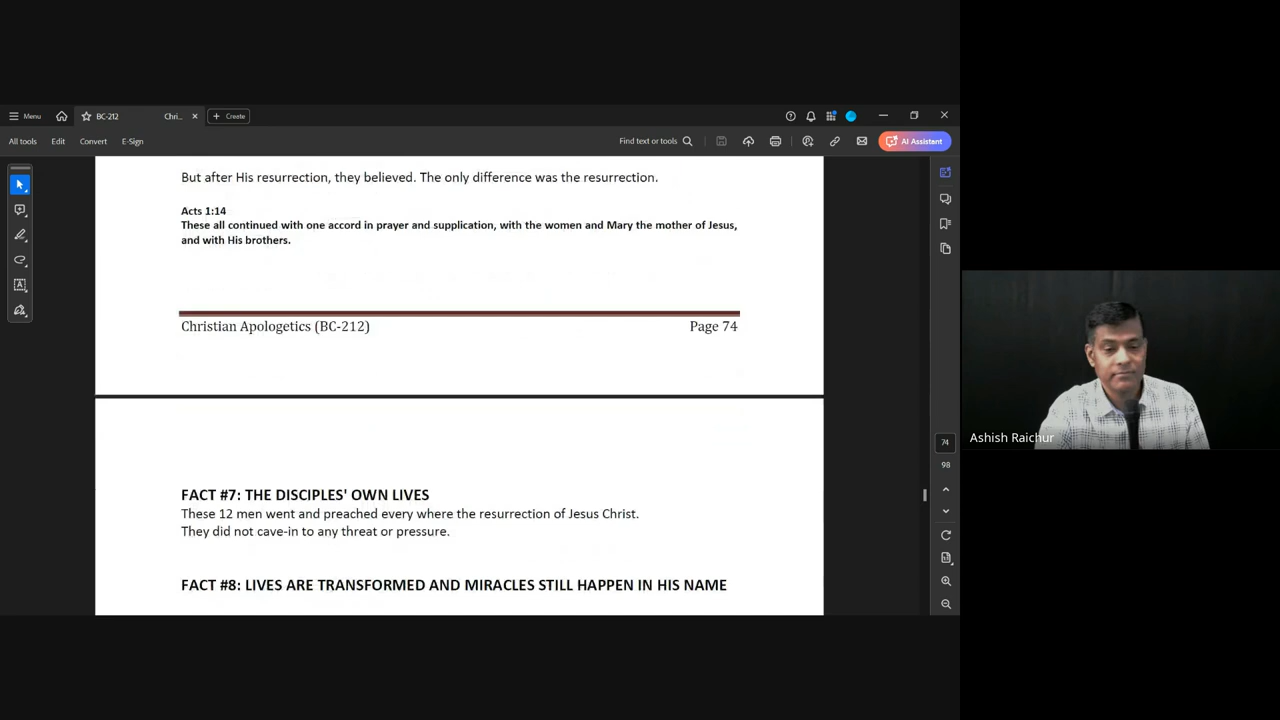 Menu
BC-212 Chri...
Create
All tools Edit Convert E-Sign
Find text or tools
AI Assistant
But after His resurrection, they believed. The only difference was the resurrection.
Acts 1:14
These all continued with one accord in prayer and supplication, with the women and Mary the mother of Jesus,
and with His brothers.
Christian Apologetics (BC-212) Page 74
FACT #7: THE DISCIPLES' OWN LIVES
These 12 men went and preached every where the resurrection of Jesus Christ.
They did not cave-in to any threat or pressure.
FACT #8: LIVES ARE TRANSFORMED AND MIRACLES STILL HAPPEN IN HIS NAME
74
98
Ashish Raichur